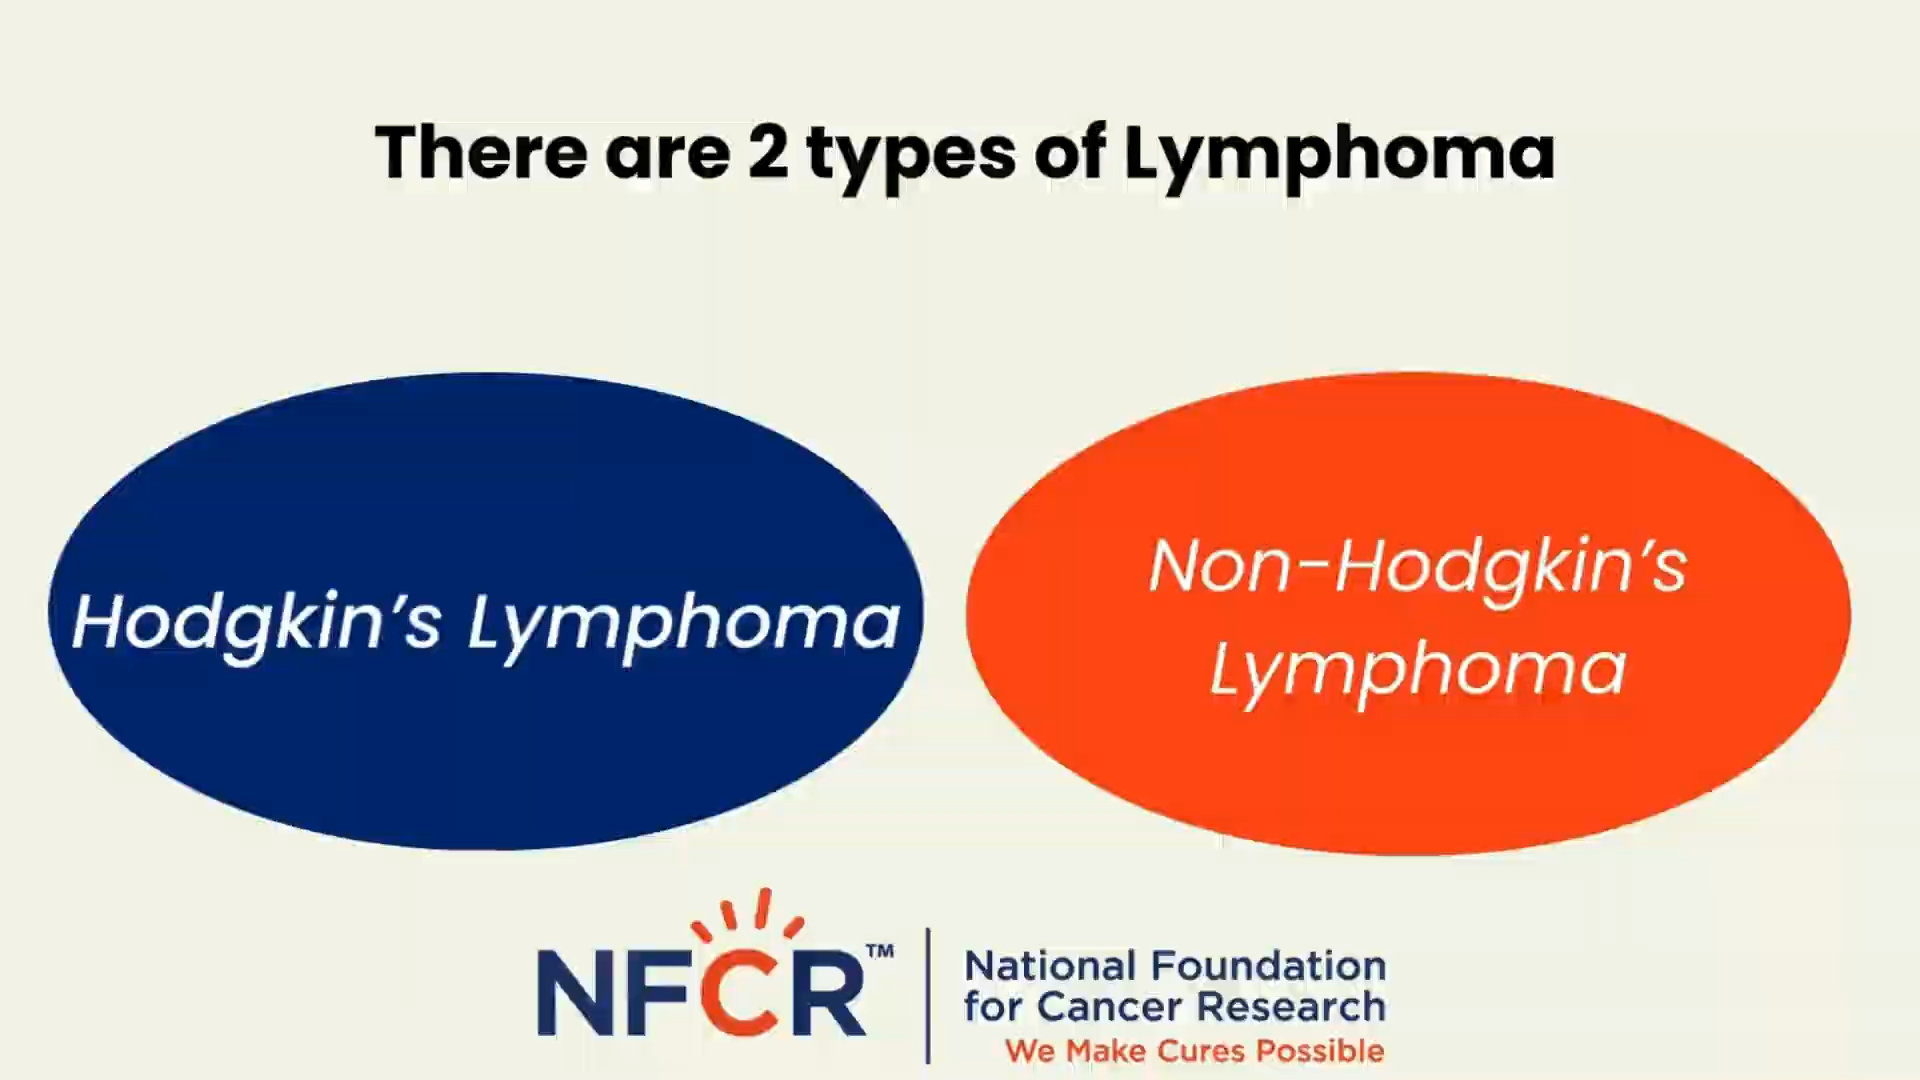 There are 2 types of Lymphoma
Hodgkin’s Lymphoma
Non-Hodgkin’s
Lymphoma
NFCR™
National Foundation
for Cancer Research
We Make Cures Possible